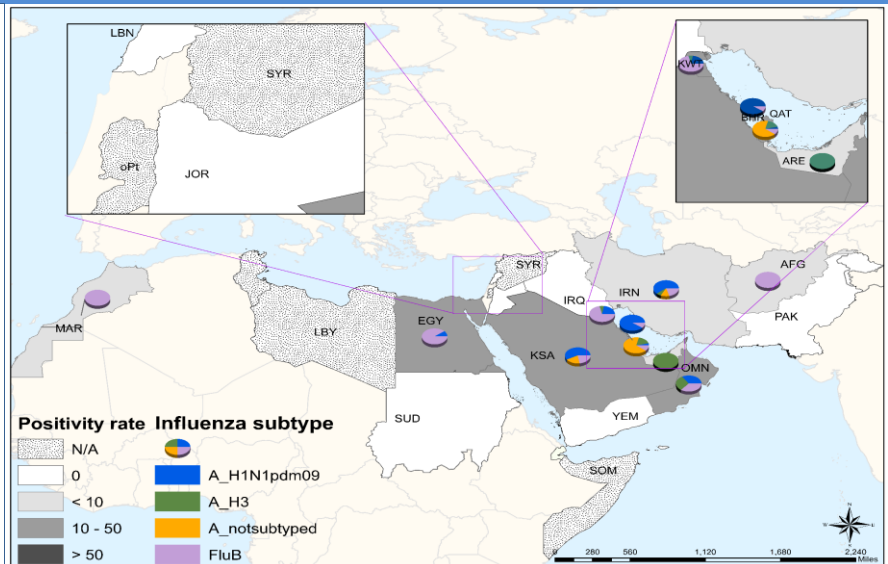 LBN
SYR
oPt
JOR
KWT
BHR
QAT
ARE
SYR
IRQ
IRN
AFG
PAK
MAR
LBY
EGY
KSA
OMN
SUD
YEM
SOM
Positivity rate
N/A
0
< 10
10 - 50
> 50
Influenza subtype
A_H1N1pdm09
A_H3
A_notsubtyped
FluB
N
W E
S
0 280 560 1,120 1,680 2,240
Miles